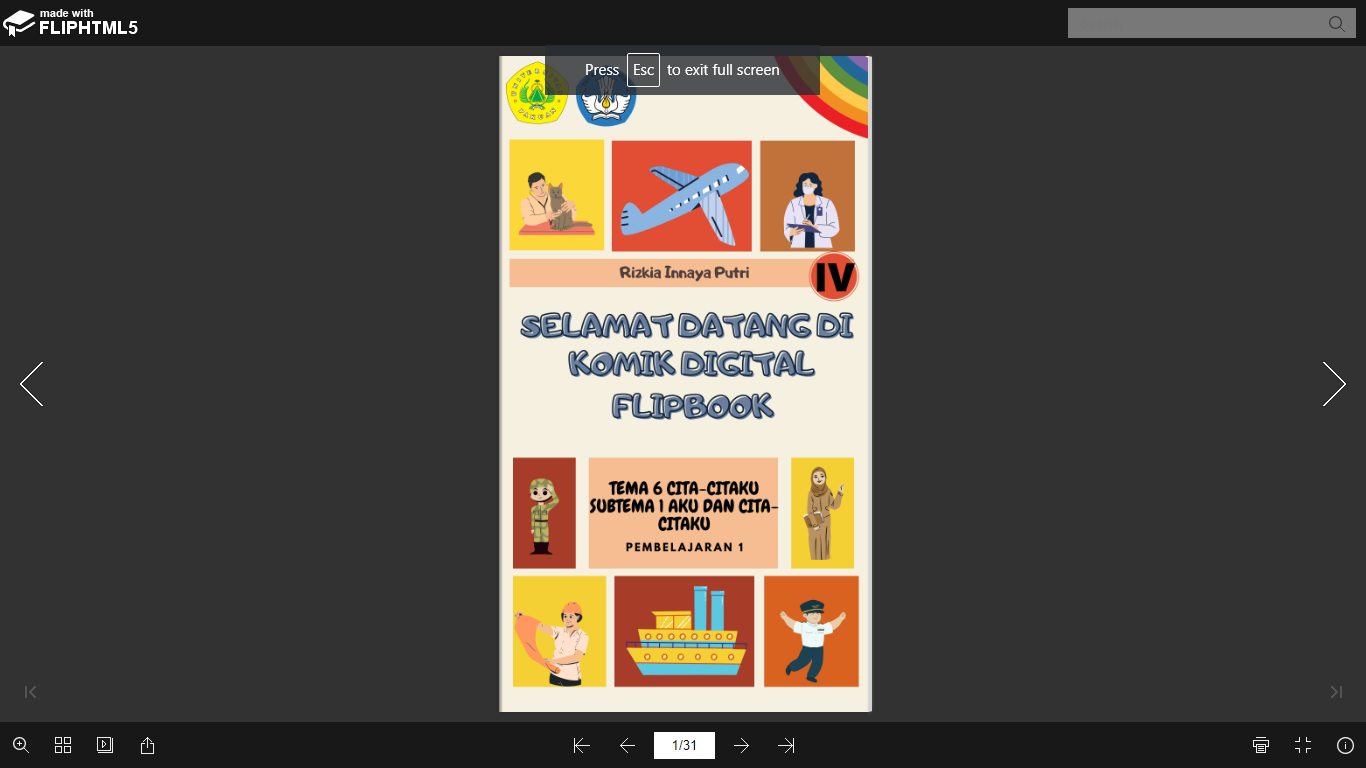 made with
FLIPHTML5
Press Esc to exit full screen
Rizkia Innaya Putri
IV
SELAMAT DATANG DI
KOMIK DIGITAL
FLIPBOOK
TEMA 6 CITA-CITAKU
SUBTEMA 1 AKU DAN CITA-
CITAKU
PEMBELAJARAN 1
1/31